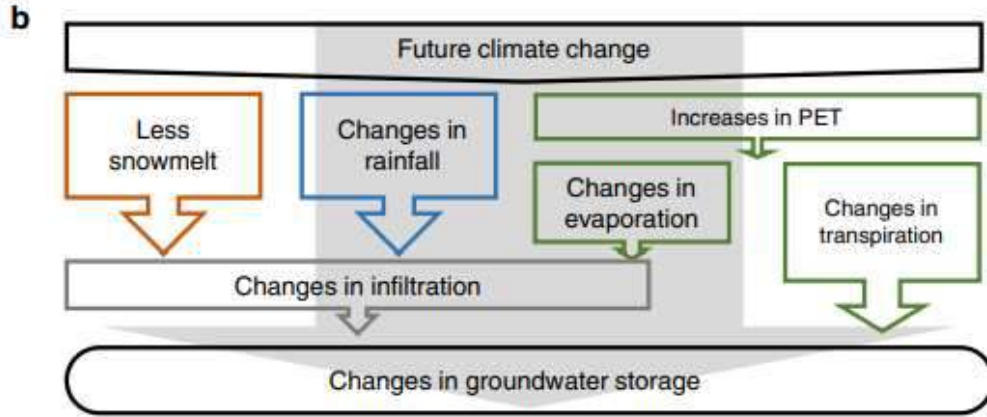 b
Future climate change
Less
snowmelt
Changes in
rainfall
Increases in PET
Changes in
evaporation
Changes in
transpiration
Changes in infiltration
Changes in groundwater storage